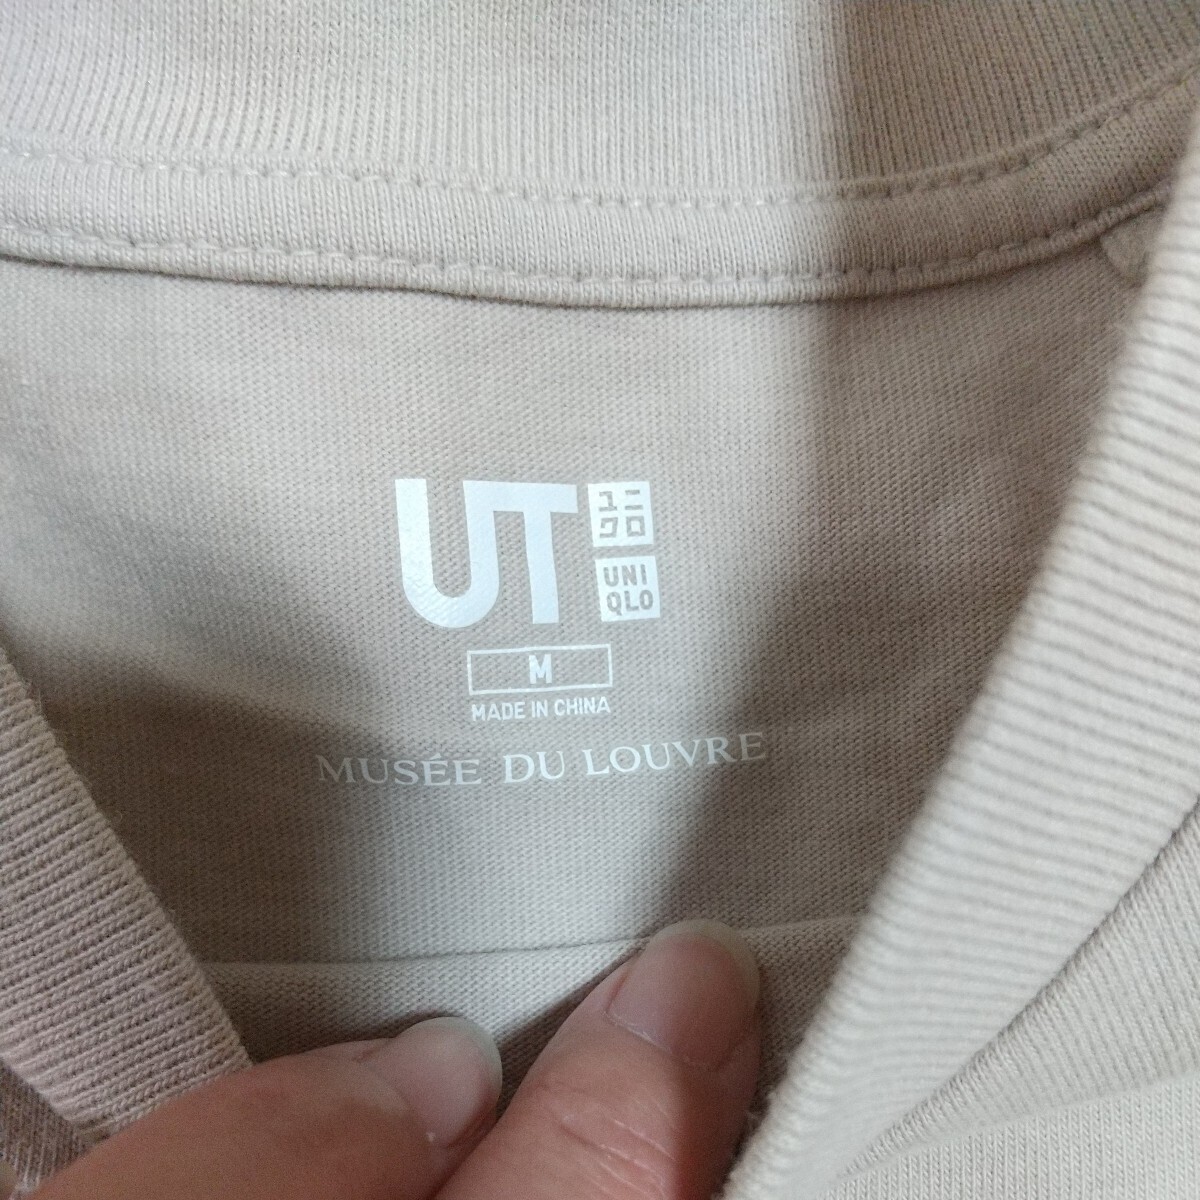 UT
ユニ
クロ
UNI
QLO
M
MADE IN CHINA
MUSÉE DU LOUVRE